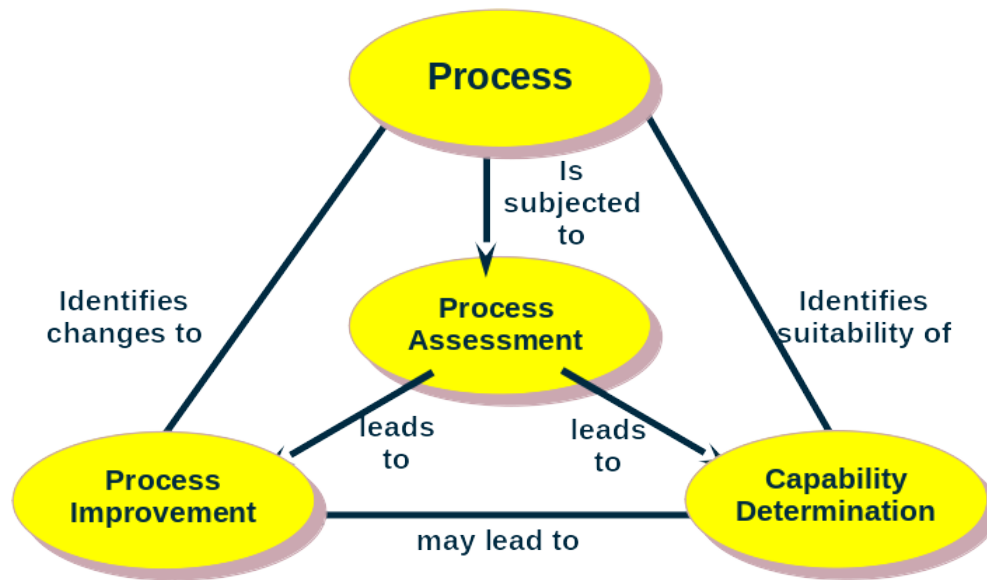 Process
Is
subjected
to
Identifies
changes to
Process
Assessment
Identifies
suitability of
leads
to
leads
to
Process
Improvement
Capability
Determination
may lead to